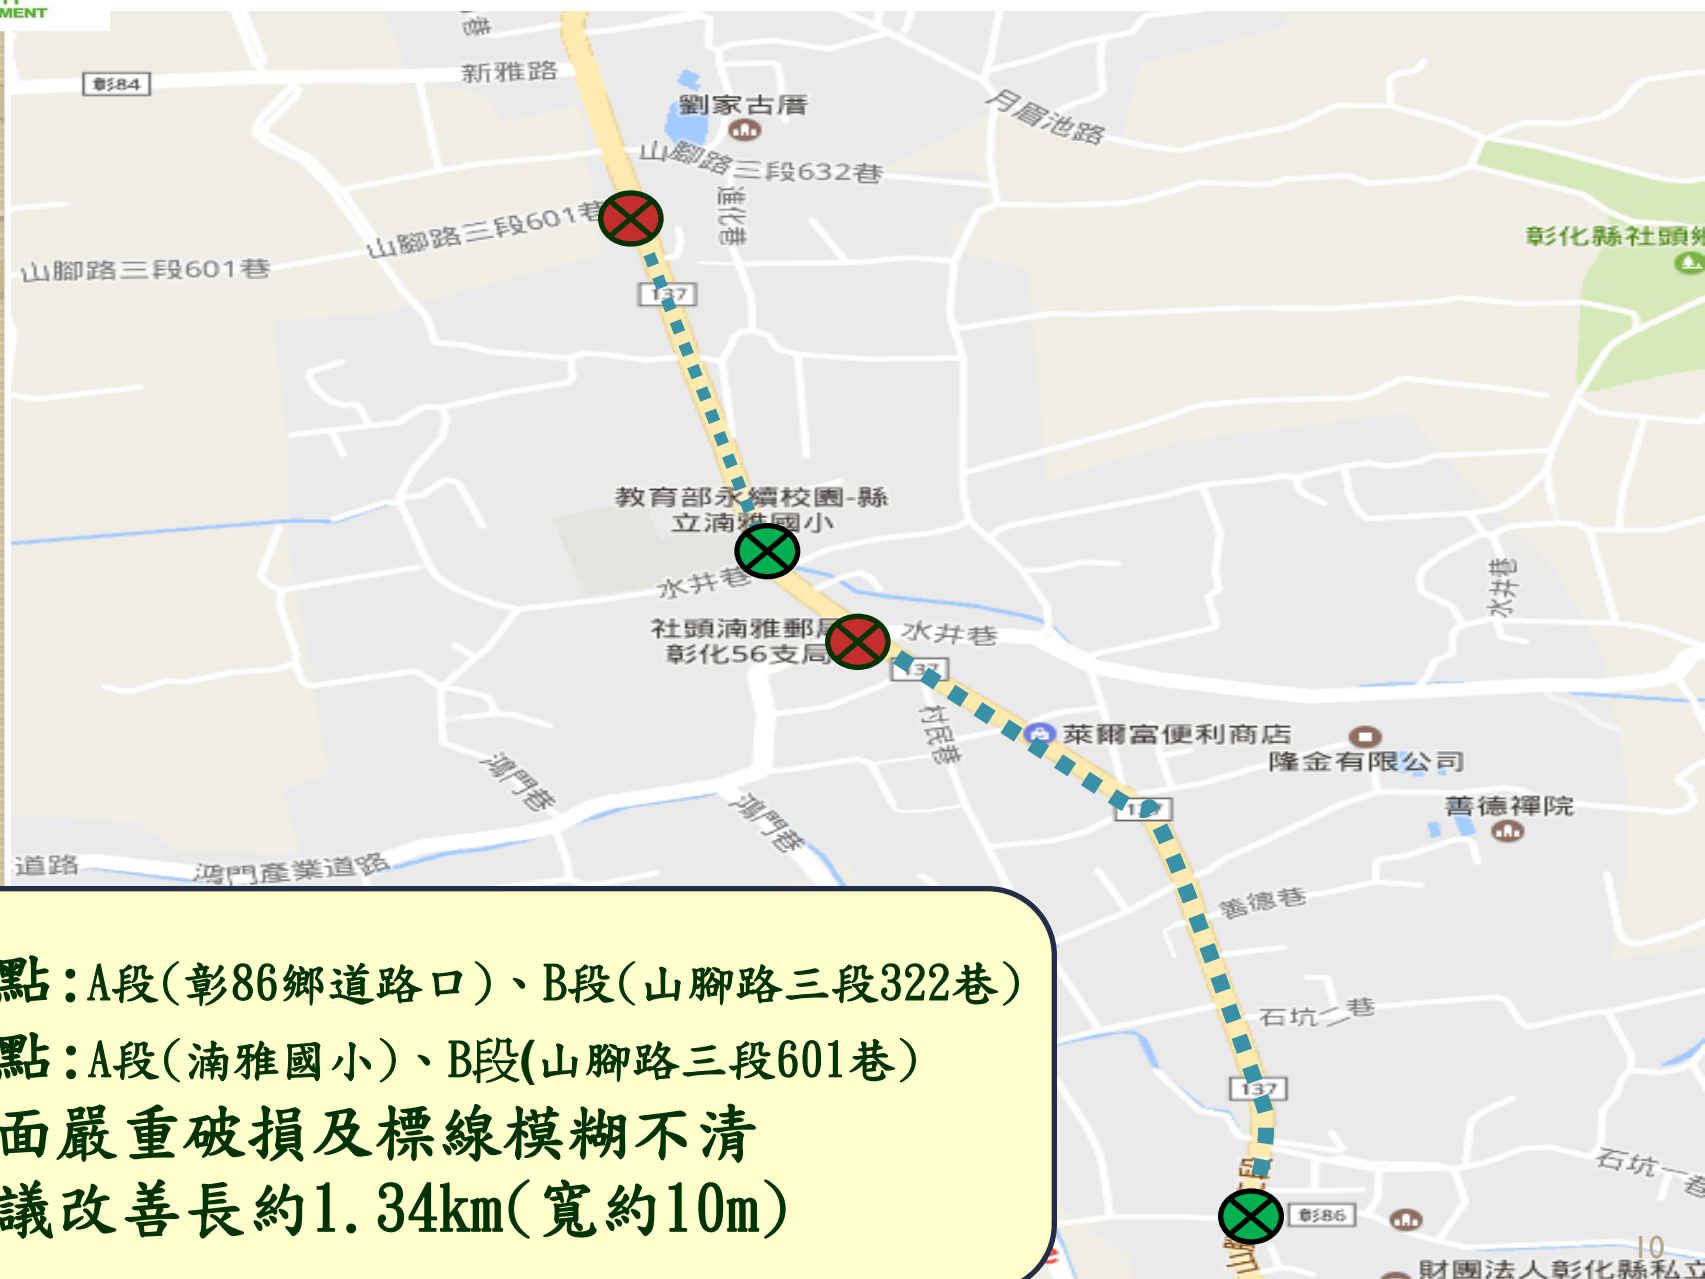 MENT
巷
新雅路
彰84
劉家古厝
月眉池路
山腳路三段632巷
進化巷
山腳路三段601巷
山腳路三段601巷
彰化縣社頭鄉
137
教育部永續校園-縣
立湳雅國小
水井巷
水井巷
社頭湳雅郵局
彰化56支局
水井巷
137
村民巷
萊爾富便利商店
隆金有限公司
鴻門巷
鴻門巷
137
善德禪院
道路
鴻門產業道路
善德巷
點:A段(彰86鄉道路口)、B段(山腳路三段322巷)
石坑二巷
點:A段(湳雅國小)、B段(山腳路三段601巷)
137
面嚴重破損及標線模糊不清
石坑一巷
議改善長約1.34km(寬約10m)
彰86
10
財團法人彰化縣私立